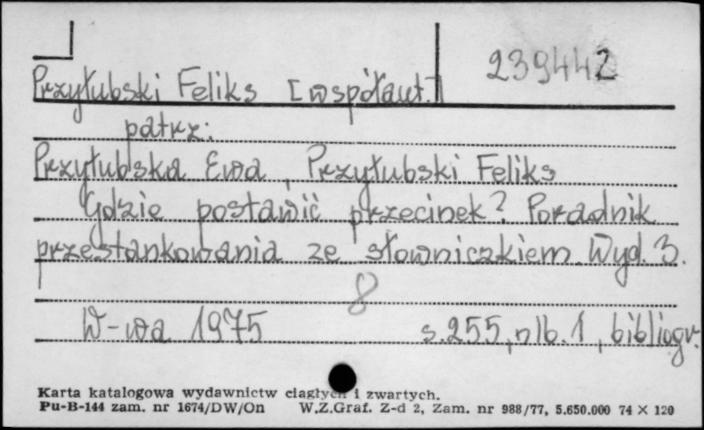 239442
Przyłubski Feliks [współaut.]
patrz:
Przyłubska Ewa, Przyłubski Feliks
Gdzie postawić przecinek? Poradnik
przestankowania ze słowniczkiem. Wyd. 3.
8
W-wa 1975 s. 255, nlb. 1, bibliogr.
Karta katalogowa wydawnictw ciągłych i zwartych.
Pu-B-144 zam. nr 1674/DW/On W.Z.Graf. Z-d 2, Zam. nr 988/77, 5.650.000 74 X 120